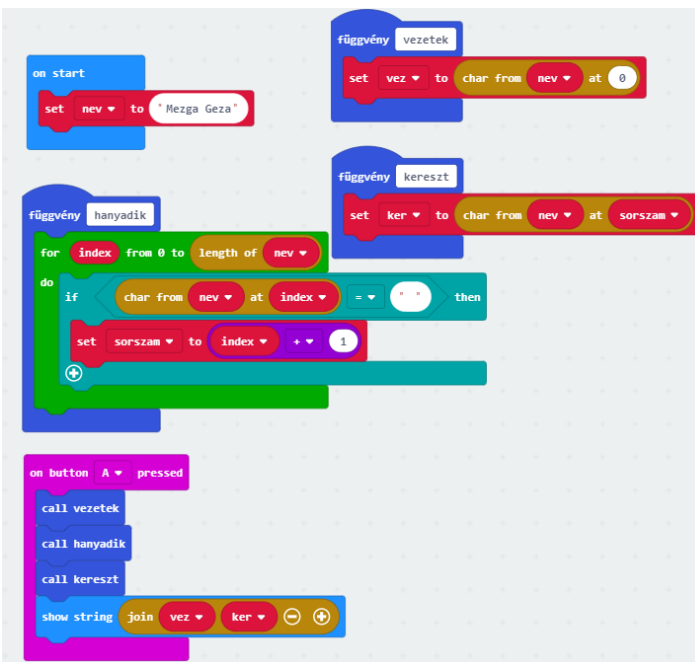 on start
set nev to "Mezga Geza"
függvény vezetek
set vez to char from nev at 0
függvény kereszt
set ker to char from nev at sorszam
függvény hanyadik
for index from 0 to length of nev
do
if char from nev at index = " " then
set sorszam to index + 1
on button A pressed
call vezetek
call hanyadik
call kereszt
show string join vez ker